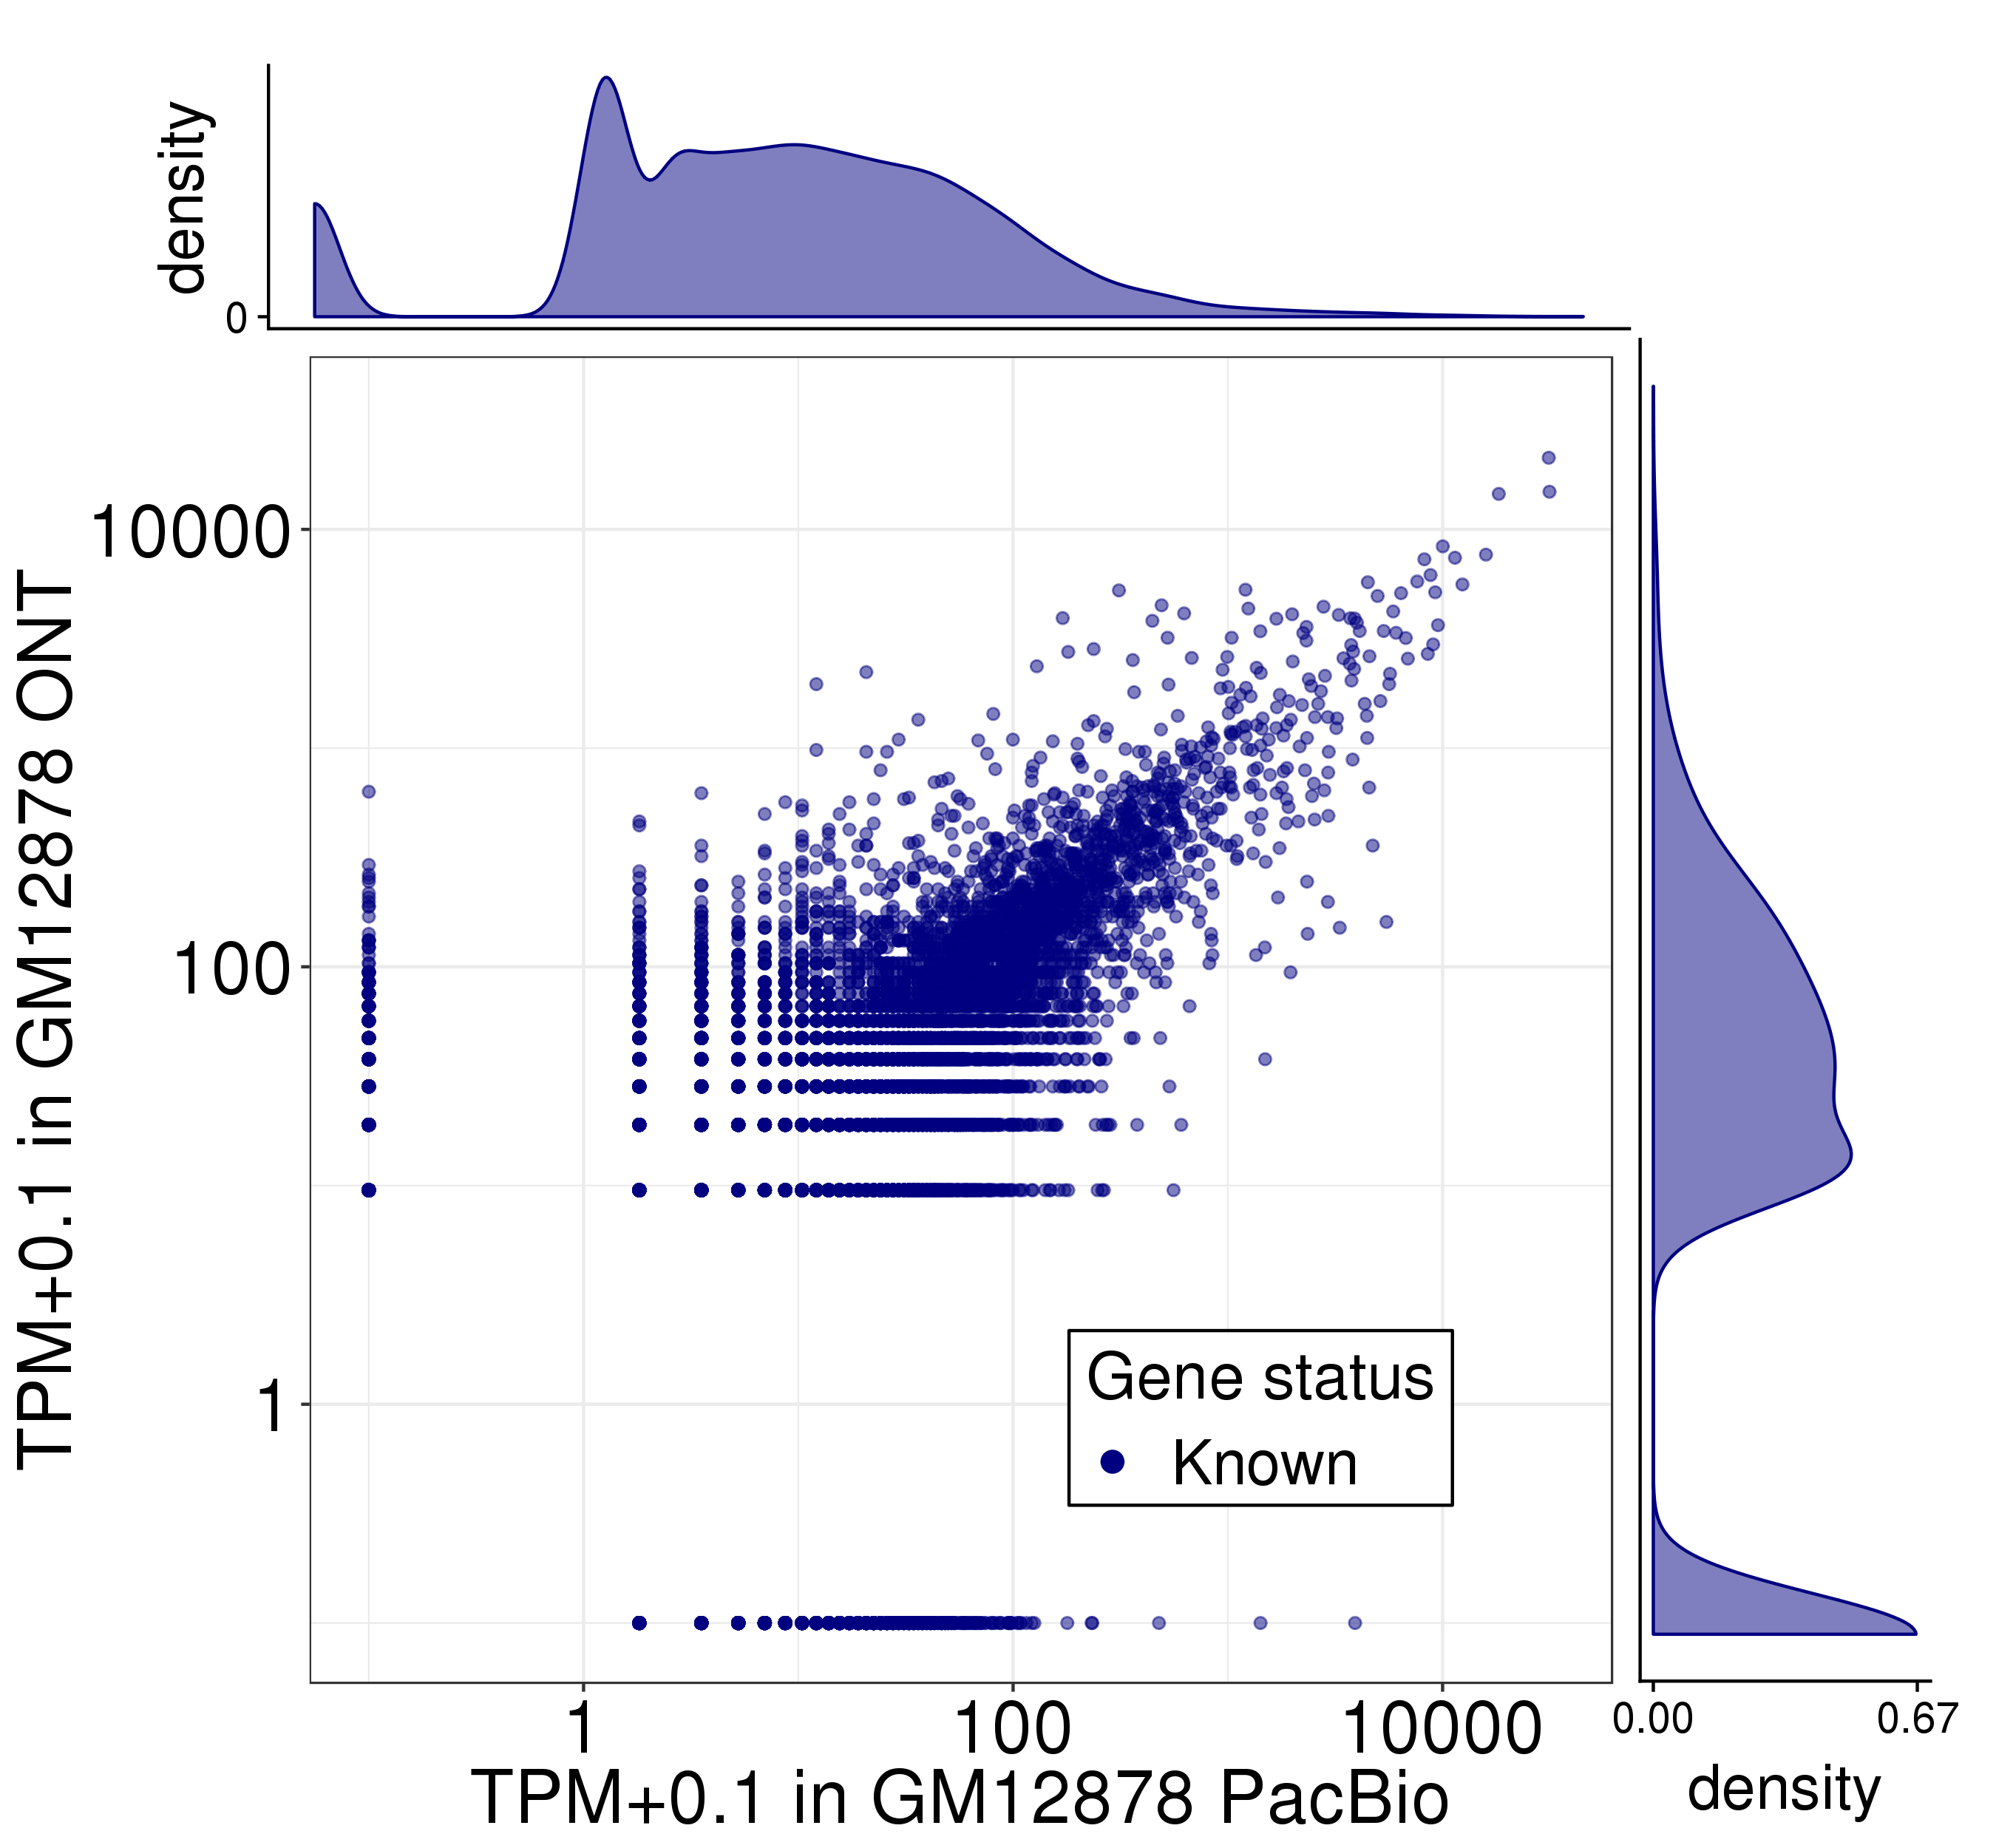 density
0
TPM+0.1 in GM12878 ONT
10000
100
1
Gene status
Known
1
100
10000
TPM+0.1 in GM12878 PacBio
0.00
0.67
density